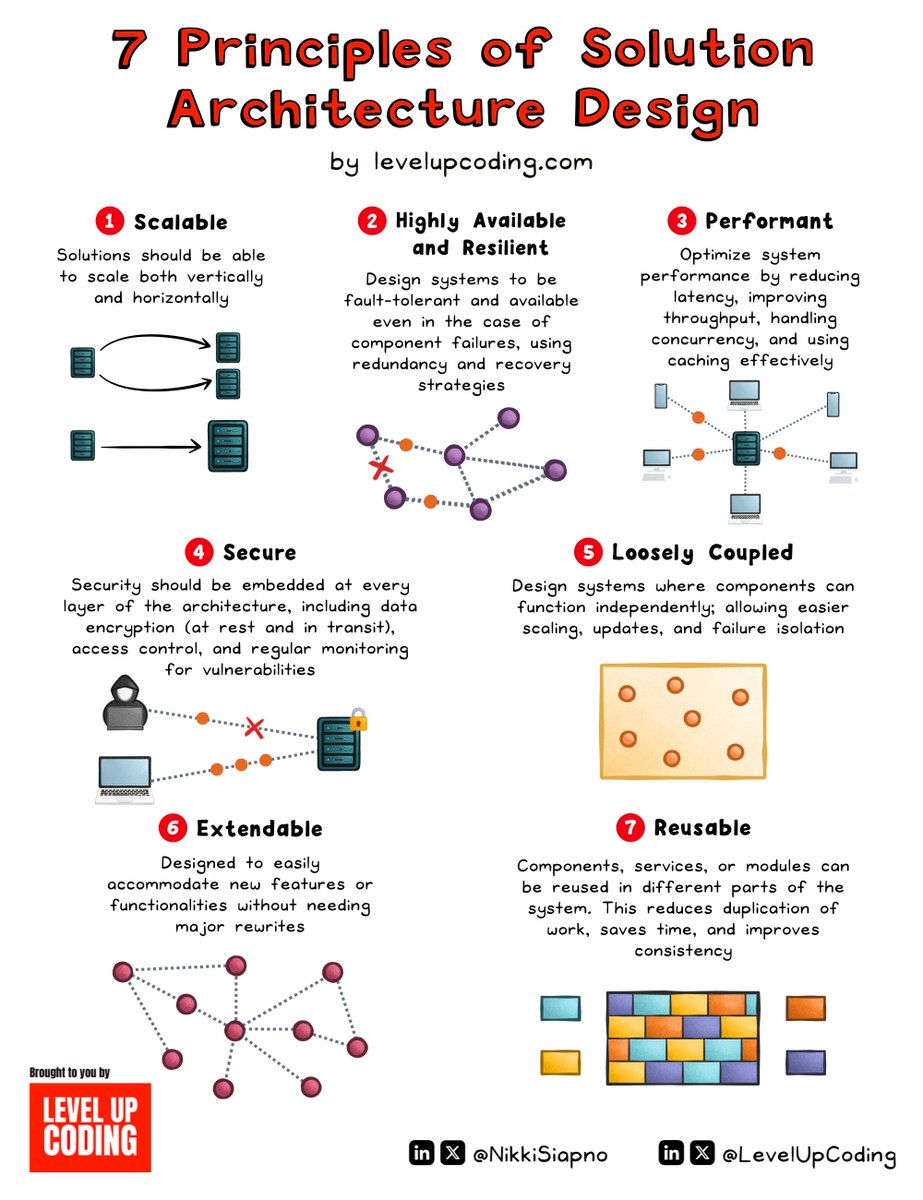 7 Principles of Solution
Architecture Design
by levelupcoding.com
1 Scalable
Solutions should be able
to scale both vertically
and horizontally
2 Highly Available
and Resilient
Design systems to be
fault-tolerant and available
even in the case of
component failures, using
redundancy and recovery
strategies
3 Performant
Optimize system
performance by reducing
latency, improving
throughput, handling
concurrency, and using
caching effectively
4 Secure
Security should be embedded at every
layer of the architecture, including data
encryption (at rest and in transit),
access control, and regular monitoring
for vulnerabilities
5 Loosely Coupled
Design systems where components can
function independently; allowing easier
scaling, updates, and failure isolation
6 Extendable
Designed to easily
accommodate new features or
functionalities without needing
major rewrites
7 Reusable
Components, services, or modules can
be reused in different parts of the
system. This reduces duplication of
work, saves time, and improves
consistency
Brought to you by
LEVEL UP
CODING
in X @NikkiSiapno
in X @LevelUpCoding